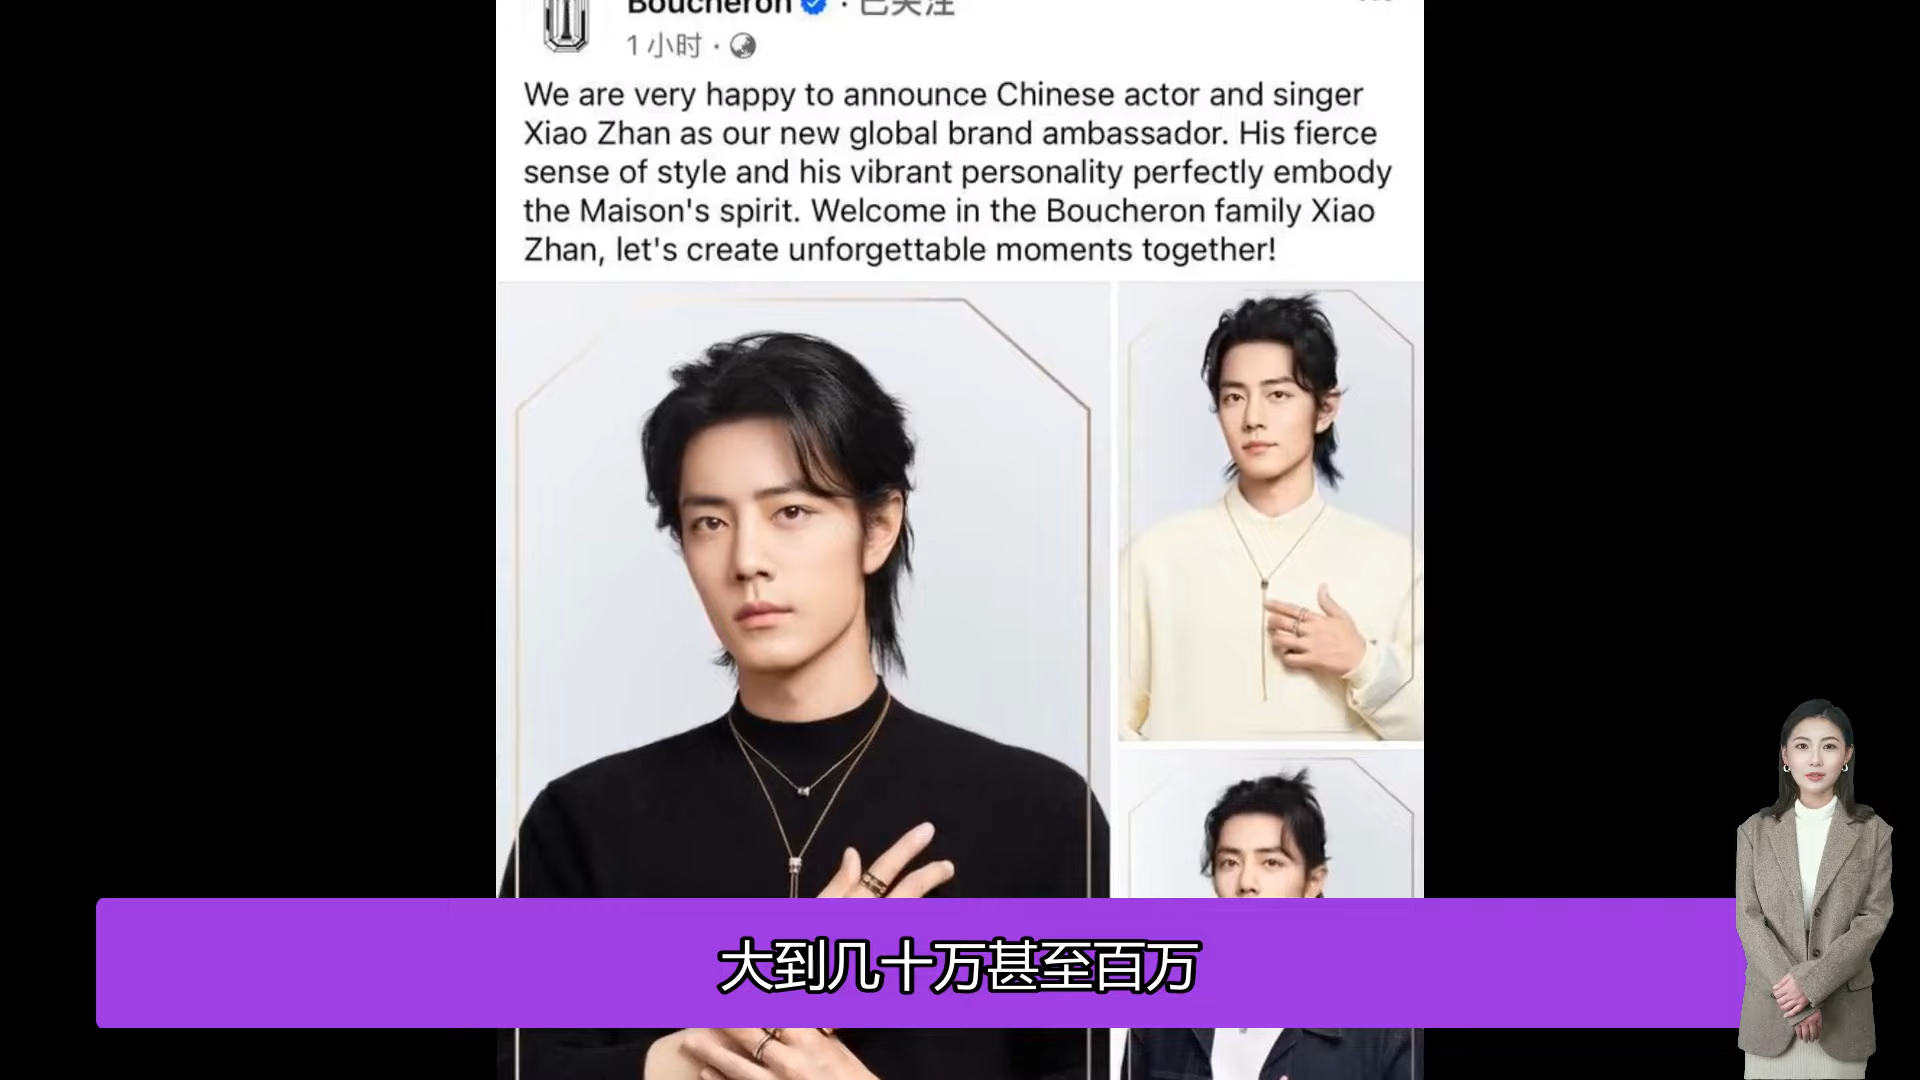 Boucheron · 已关注
1 小时 ·
We are very happy to announce Chinese actor and singer
Xiao Zhan as our new global brand ambassador. His fierce
sense of style and his vibrant personality perfectly embody
the Maison's spirit. Welcome in the Boucheron family Xiao
Zhan, let's create unforgettable moments together!
大到几十万甚至百万